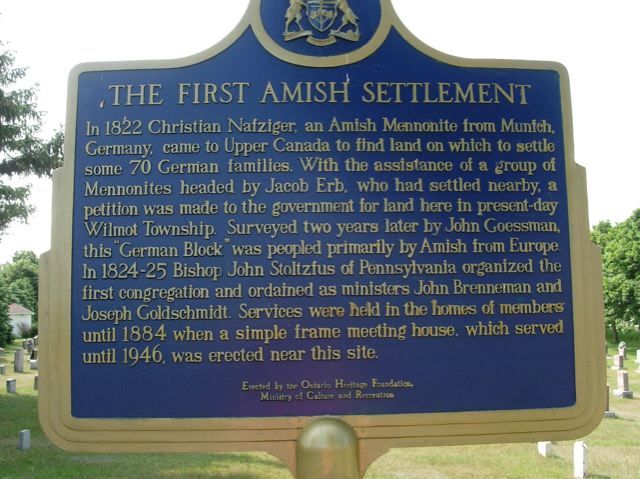 THE FIRST AMISH SETTLEMENT
In 1822 Christian Nafziger, an Amish Mennonite from Munich,
Germany, came to Upper Canada to find land on which to settle
some 70 German families. With the assistance of a group of
Mennonites headed by Jacob Erb, who had settled nearby, a
petition was made to the government for land here in present-day
Wilmot Township. Surveyed two years later by John Goessman,
this "German Block" was peopled primarily by Amish from Europe.
In 1824-25 Bishop John Stoltzfus of Pennsylvania organized the
first congregation and ordained as ministers John Brenneman and
Joseph Goldschmidt. Services were held in the homes of members
until 1884 when a simple frame meeting house, which served
until 1946, was erected near this site.
Erected by the Ontario Heritage Foundation,
Ministry of Culture and Recreation